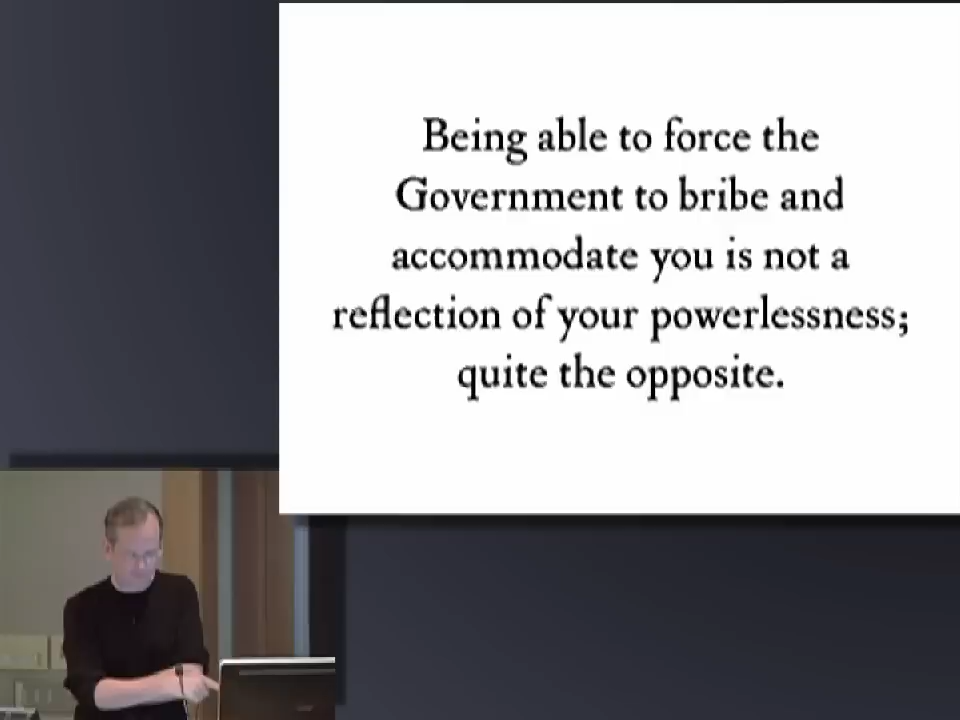 Being able to force the
Government to bribe and
accommodate you is not a
reflection of your powerlessness;
quite the opposite.